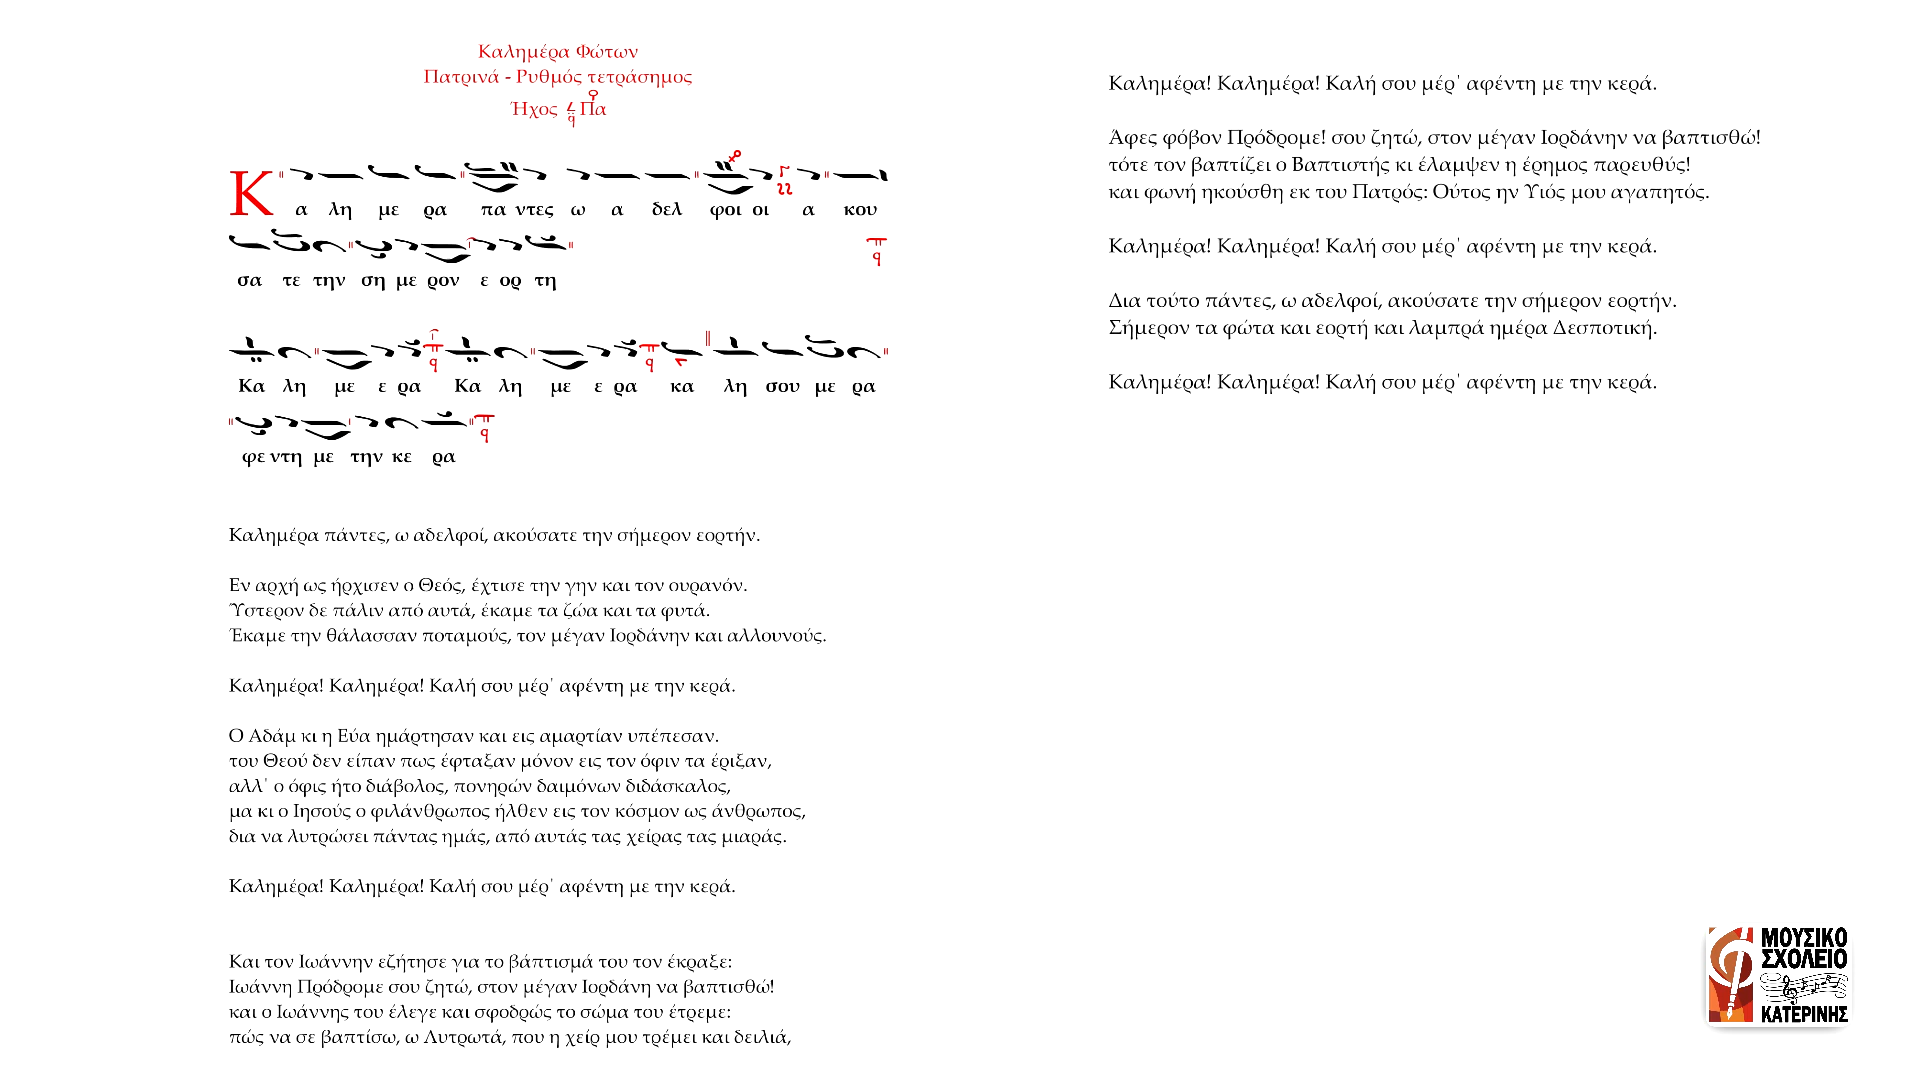 Καλημέρα Φώτων
Πατρινά - Ρυθμός τετράσημος
Ήχος Πα
Κ α λη με ρα πα ντες ω α δελ φοι οι α κου
σα τε την ση με ρον ε ορ τη
Κα λη με ε ρα Κα λη με ε ρα κα λη σου με ρα
φε ντη με την κε ρα
Καλημέρα πάντες, ω αδελφοί, ακούσατε την σήμερον εορτήν.
Εν αρχή ως ήρχισεν ο Θεός, έχτισε την γην και τον ουρανόν.
Ύστερον δε πάλιν από αυτά, έκαμε τα ζώα και τα φυτά.
Έκαμε την θάλασσαν ποταμούς, τον μέγαν Ιορδάνην και αλλουνούς.
Καλημέρα! Καλημέρα! Καλή σου μέρ' αφέντη με την κερά.
Ο Αδάμ κι η Εύα ημάρτησαν και εις αμαρτίαν υπέπεσαν.
του Θεού δεν είπαν πως έφταξαν μόνον εις τον όφιν τα έριξαν,
αλλ' ο όφις ήτο διάβολος, πονηρών δαιμόνων διδάσκαλος,
μα κι ο Ιησούς ο φιλάνθρωπος ήλθεν εις τον κόσμον ως άνθρωπος,
δια να λυτρώσει πάντας ημάς, από αυτάς τας χείρας τας μιαράς.
Καλημέρα! Καλημέρα! Καλή σου μέρ' αφέντη με την κερά.
Και τον Ιωάννην εζήτησε για το βάπτισμά του τον έκραξε:
Ιωάννη Πρόδρομε σου ζητώ, στον μέγαν Ιορδάνη να βαπτισθώ!
και ο Ιωάννης του έλεγε και σφοδρώς το σώμα του έτρεμε:
πώς να σε βαπτίσω, ω Λυτρωτά, που η χείρ μου τρέμει και δειλιά,
Καλημέρα! Καλημέρα! Καλή σου μέρ' αφέντη με την κερά.
Άφες φόβον Πρόδρομε! σου ζητώ, στον μέγαν Ιορδάνην να βαπτισθώ!
τότε τον βαπτίζει ο Βαπτιστής κι έλαμψεν η έρημος παρευθύς!
και φωνή ηκούσθη εκ του Πατρός: Ούτος ην Υιός μου αγαπητός.
Καλημέρα! Καλημέρα! Καλή σου μέρ' αφέντη με την κερά.
Δια τούτο πάντες, ω αδελφοί, ακούσατε την σήμερον εορτήν.
Σήμερον τα φώτα και εορτή και λαμπρά ημέρα Δεσποτική.
Καλημέρα! Καλημέρα! Καλή σου μέρ' αφέντη με την κερά.
ΜΟΥΣΙΚΟ
ΣΧΟΛΕΙΟ
ΚΑΤΕΡΙΝΗΣ